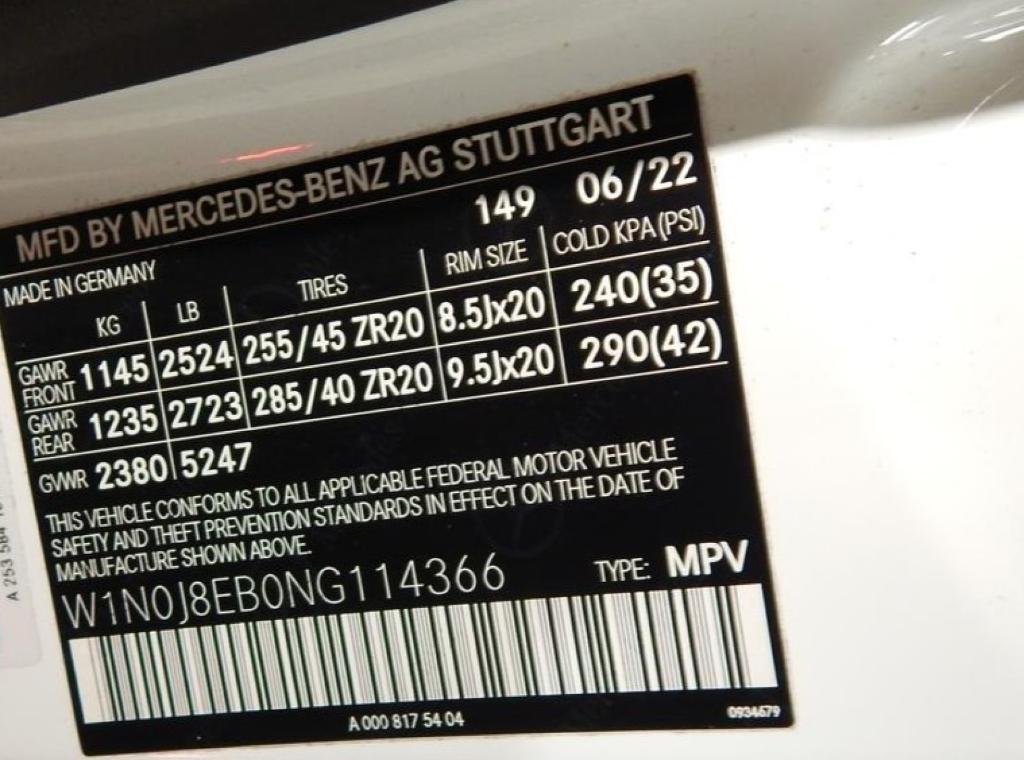 MFD BY MERCEDES-BENZ AG STUTTGART
MADE IN GERMANY 149 06/22
KG LB TIRES RIM SIZE COLD KPA (PSI)
GAWR FRONT 1145 2524 255/45 ZR20 8.5Jx20 240(35)
GAWR REAR 1235 2723 285/40 ZR20 9.5Jx20 290(42)
GVWR 2380 5247
THIS VEHICLE CONFORMS TO ALL APPLICABLE FEDERAL MOTOR VEHICLE
SAFETY AND THEFT PREVENTION STANDARDS IN EFFECT ON THE DATE OF
MANUFACTURE SHOWN ABOVE.
W1N0J8EB0NG114366 TYPE: MPV
A 000 817 54 04 0934679
A 253 584